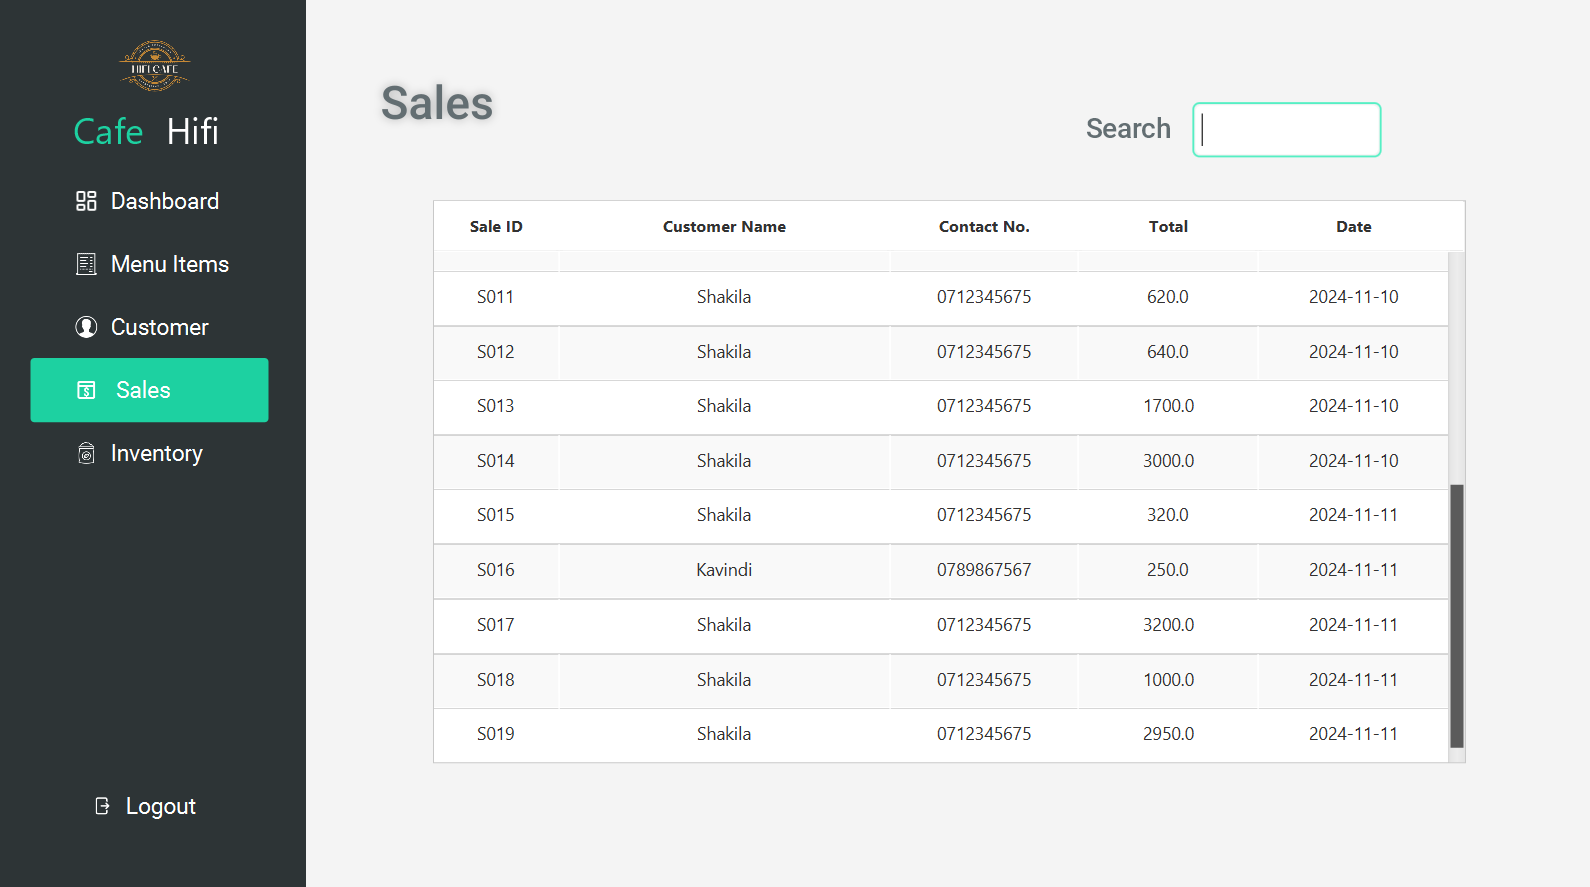 HIFI CAFE
Cafe Hifi
Dashboard
Menu Items
Customer
Sales
Inventory
Logout
Sales
Search
Sale ID Customer Name Contact No. Total Date
S011 Shakila 0712345675 620.0 2024-11-10
S012 Shakila 0712345675 640.0 2024-11-10
S013 Shakila 0712345675 1700.0 2024-11-10
S014 Shakila 0712345675 3000.0 2024-11-10
S015 Shakila 0712345675 320.0 2024-11-11
S016 Kavindi 0789867567 250.0 2024-11-11
S017 Shakila 0712345675 3200.0 2024-11-11
S018 Shakila 0712345675 1000.0 2024-11-11
S019 Shakila 0712345675 2950.0 2024-11-11